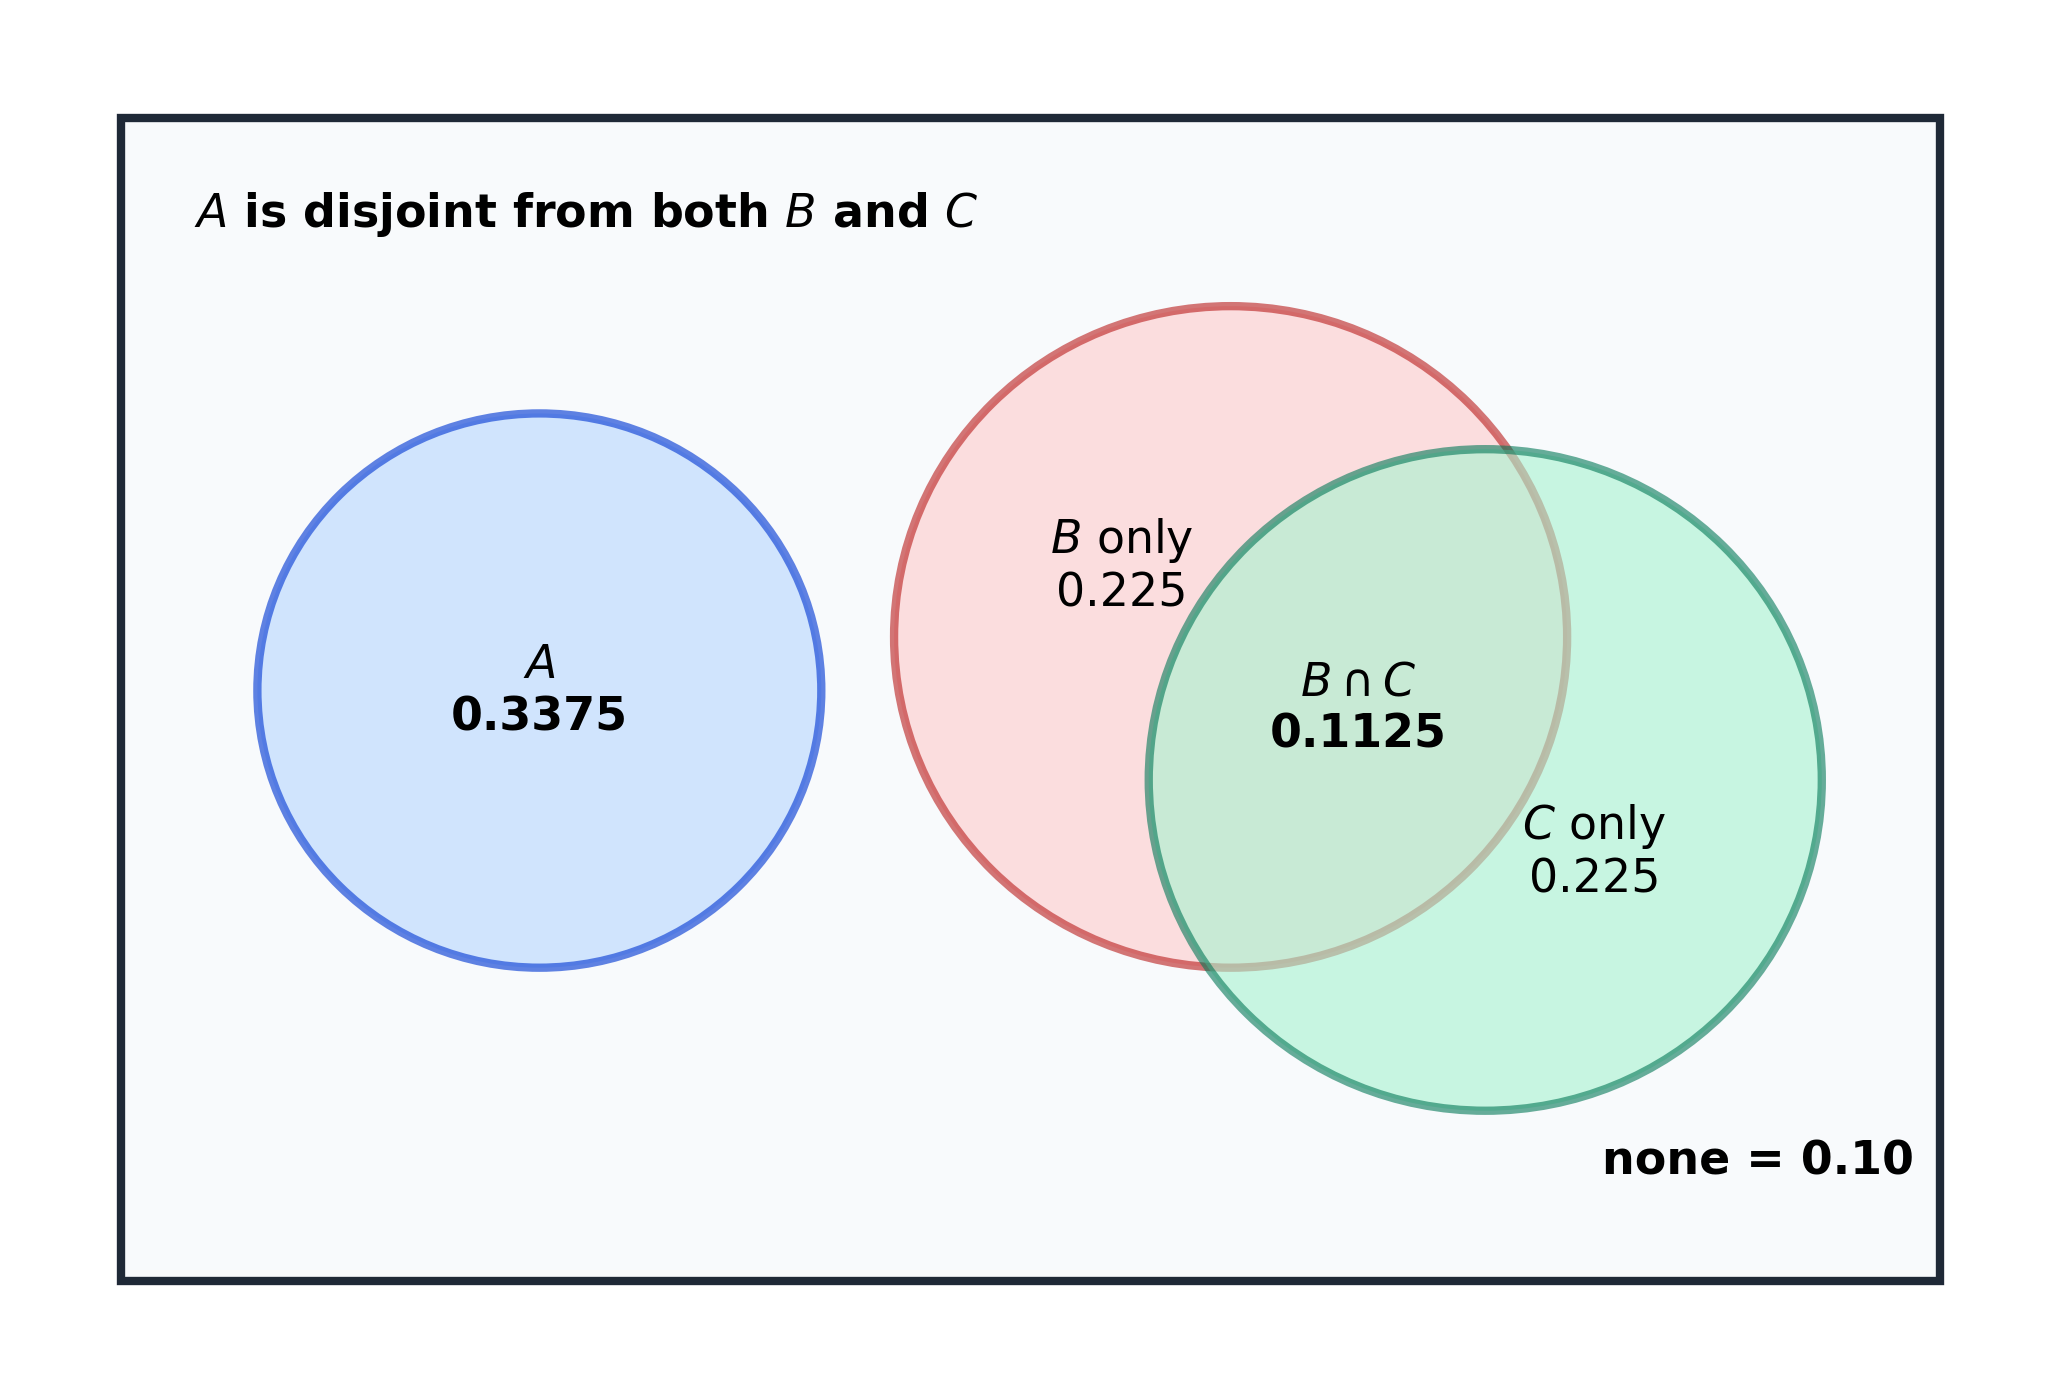 A is disjoint from both B and C
B only
0.225
A
0.3375
B ∩ C
0.1125
C only
0.225
none = 0.10